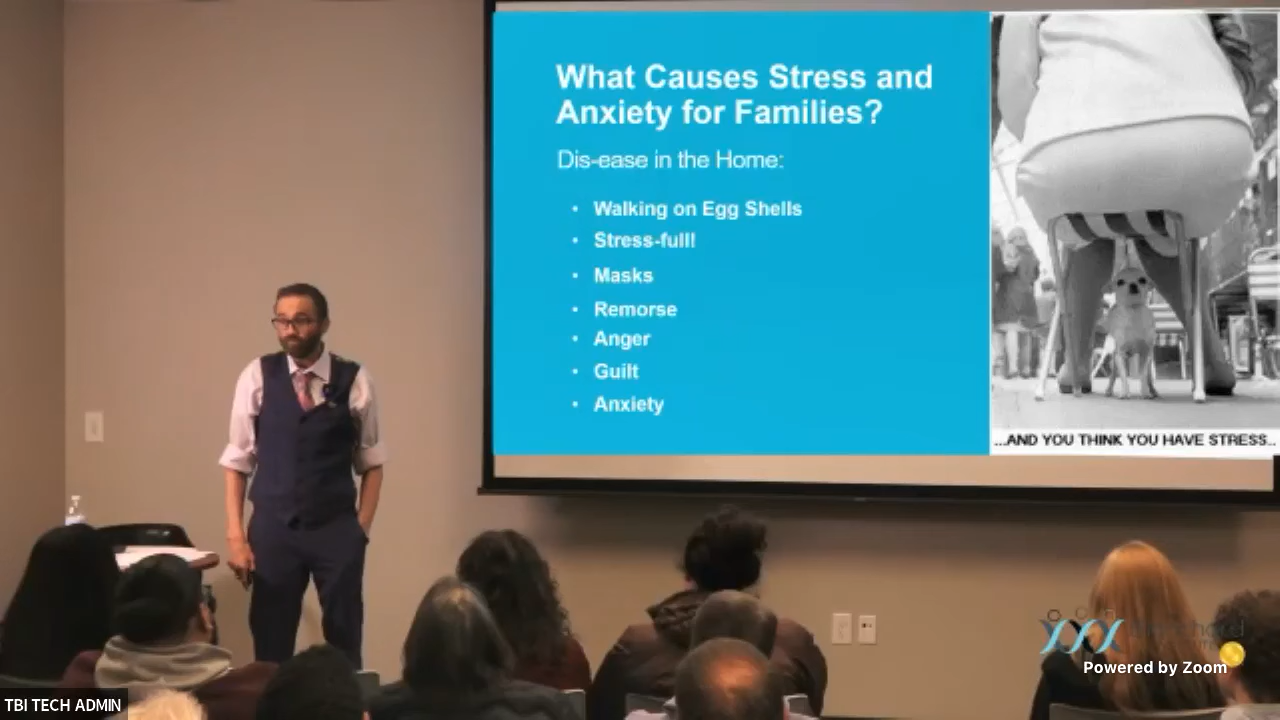 What Causes Stress and
Anxiety for Families?
Dis-ease in the Home:
• Walking on Egg Shells
• Stress-full!
• Masks
• Remorse
• Anger
• Guilt
• Anxiety
...AND YOU THINK YOU HAVE STRESS..
Powered by Zoom
TBI TECH ADMIN